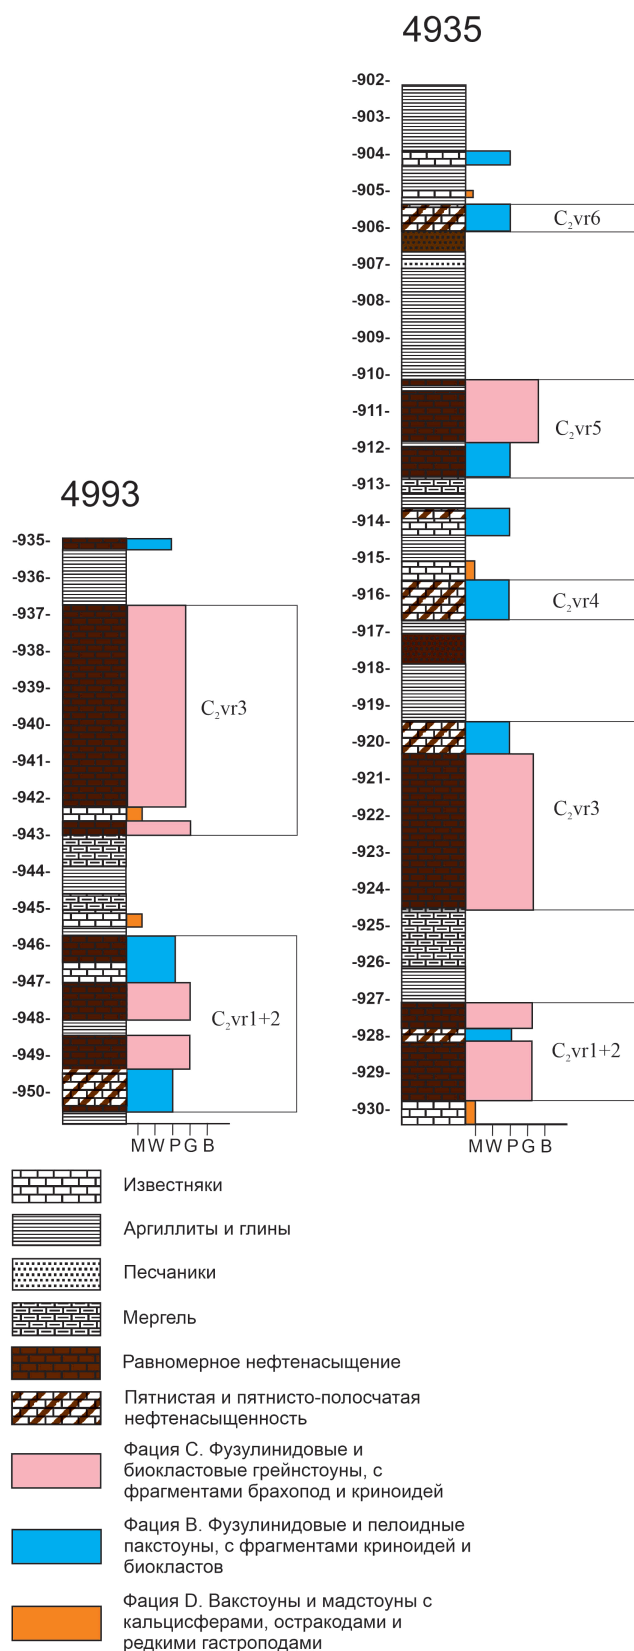 4935
-902-
-903-
-904-
-905-
-906-
C₂vr6
-907-
-908-
-909-
-910-
-911-
C₂vr5
-912-
-913-
-914-
-915-
-916-
C₂vr4
-917-
-918-
-919-
-920-
-921-
-922-
C₂vr3
-923-
-924-
-925-
-926-
-927-
-928-
C₂vr1+2
-929-
-930-
M W P G B
4993
-935-
-936-
-937-
-938-
-939-
C₂vr3
-940-
-941-
-942-
-943-
-944-
-945-
-946-
-947-
-948-
C₂vr1+2
-949-
-950-
M W P G B
Известняки
Аргиллиты и глины
Песчаники
Мергель
Равномерное нефтенасыщение
Пятнистая и пятнисто-полосчатая
нефтенасыщенность
Фация С. Фузулинидовые и
биокластовые грейнстоуны, с
фрагментами брахопод и криноидей
Фация В. Фузулинидовые и пелоидные
пакстоуны, с фрагментами криноидей и
биокластов
Фация D. Вакстоуны и мадстоуны с
кальцисферами, остракодами и
редкими гастроподами